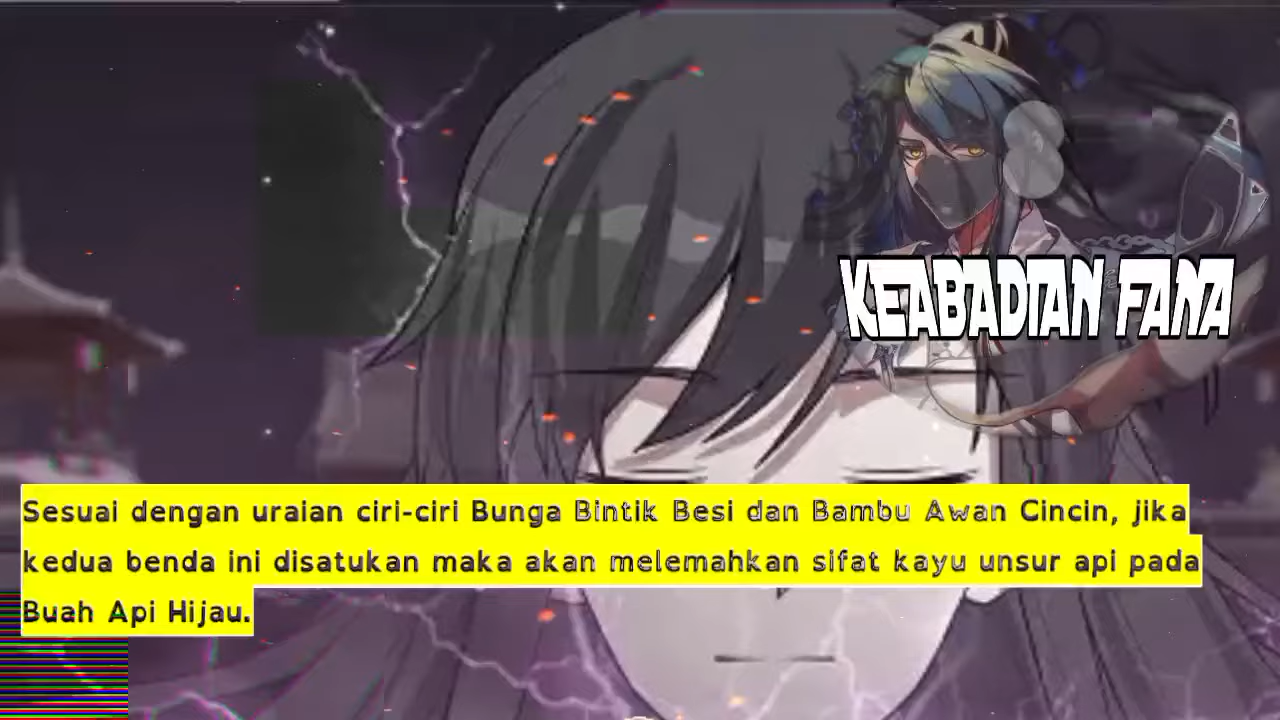 KEABADIAN FANA
Sesuai dengan uraian ciri-ciri Bunga Bintik Besi dan Bambu Awan Cincin, jika
kedua benda ini disatukan maka akan melemahkan sifat kayu unsur api pada
Buah Api Hijau.